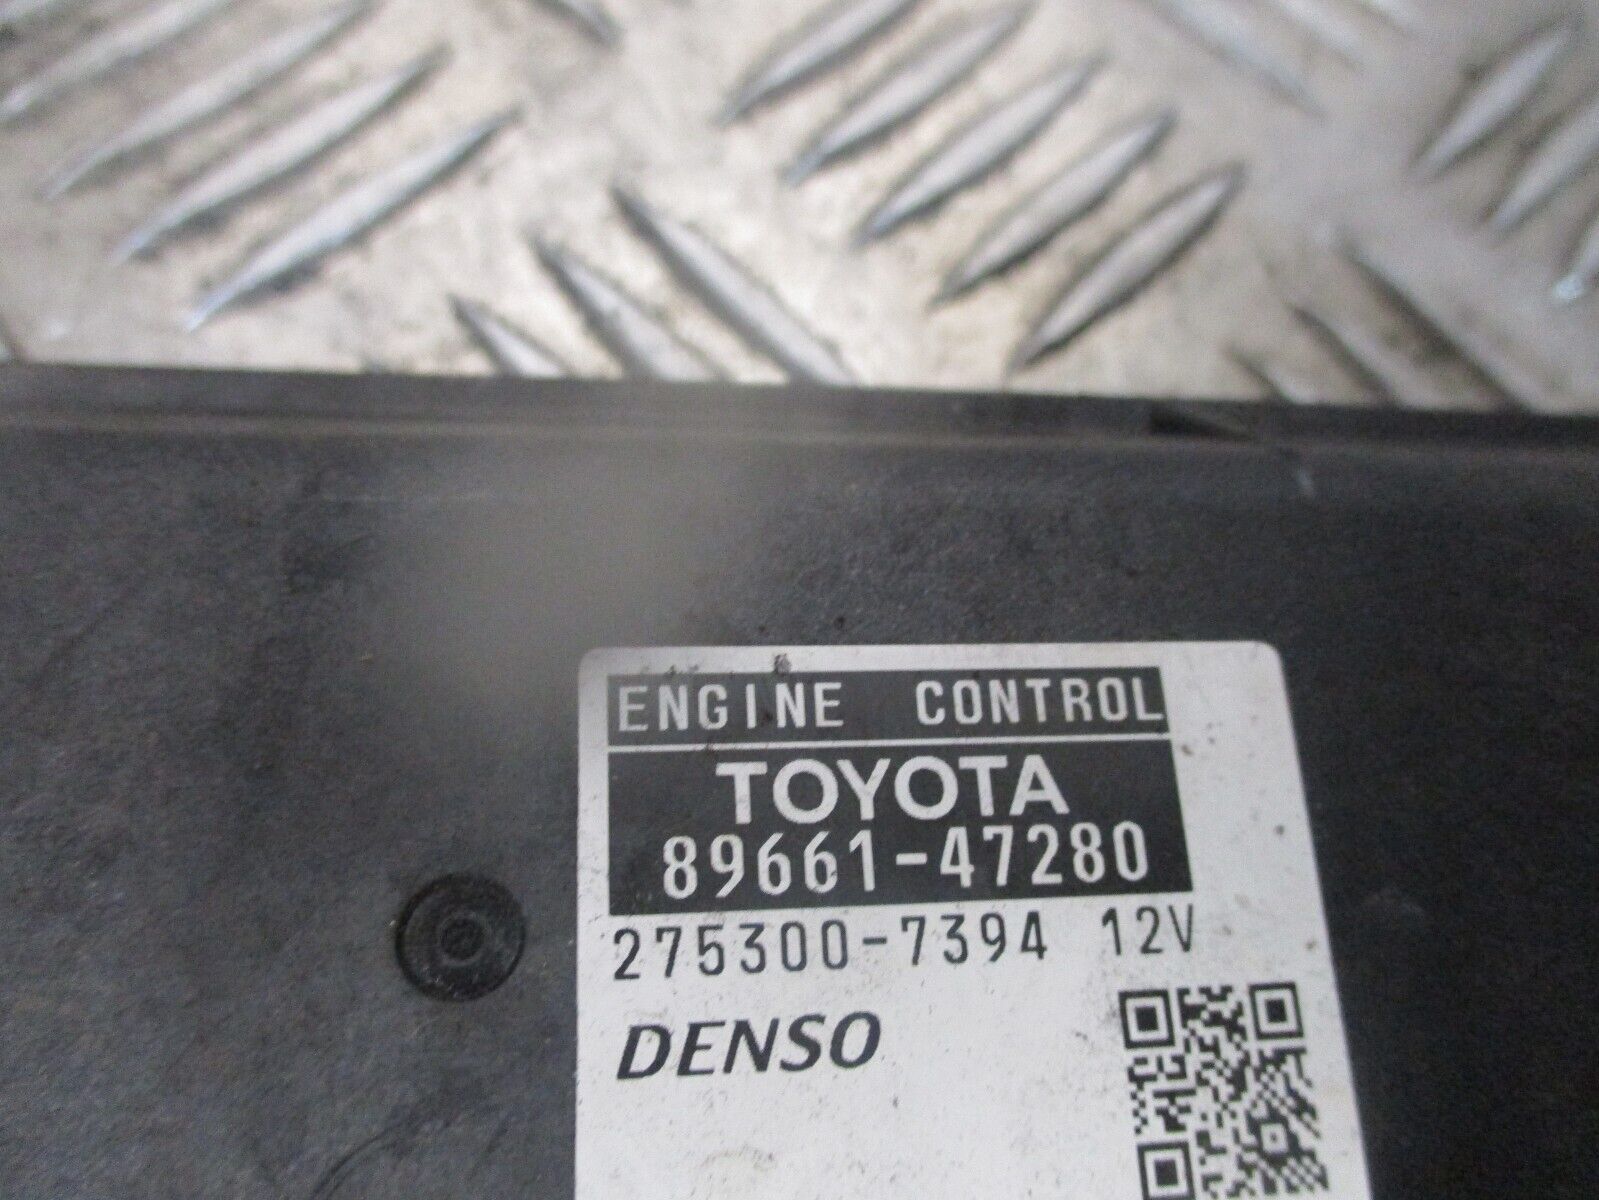 ENGINE CONTROL
TOYOTA
89661-47280
275300-7394 12V
DENSO